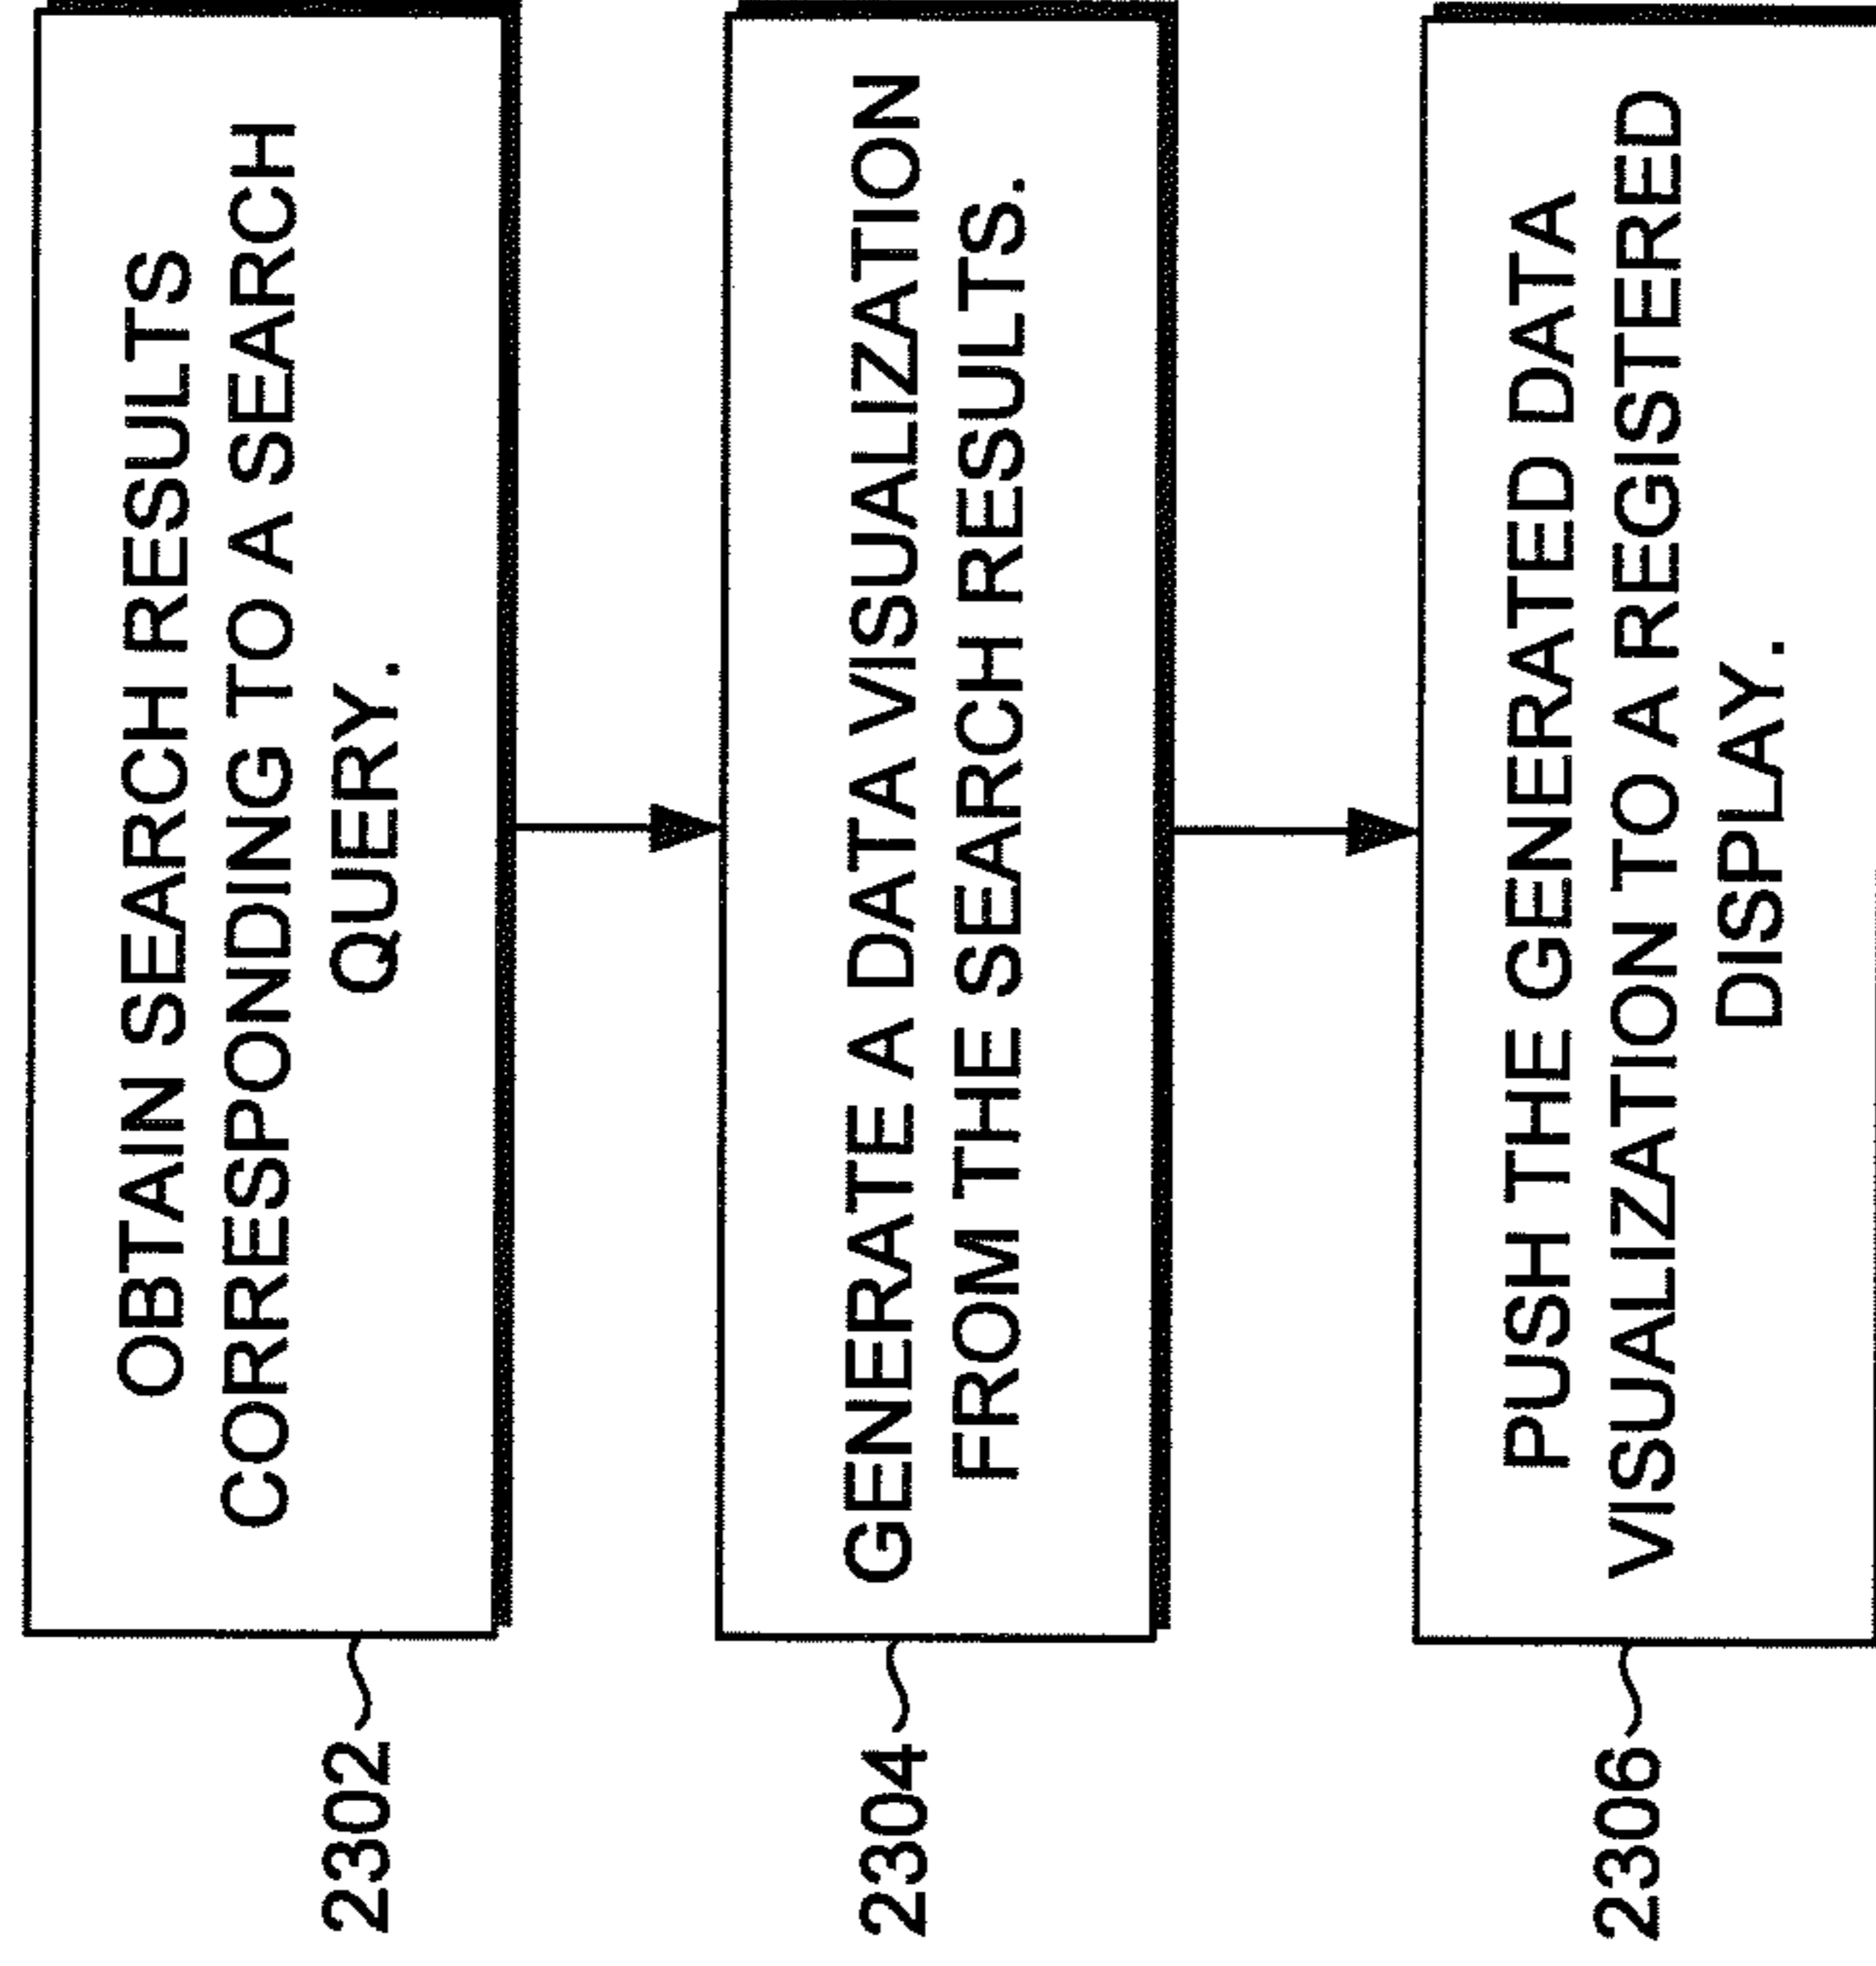 OBTAIN SEARCH RESULTS
CORRESPONDING TO A SEARCH
QUERY.
2302
GENERATE A DATA VISUALIZATION
FROM THE SEARCH RESULTS.
2304
PUSH THE GENERATED DATA
VISUALIZATION TO A REGISTERED
DISPLAY.
2306